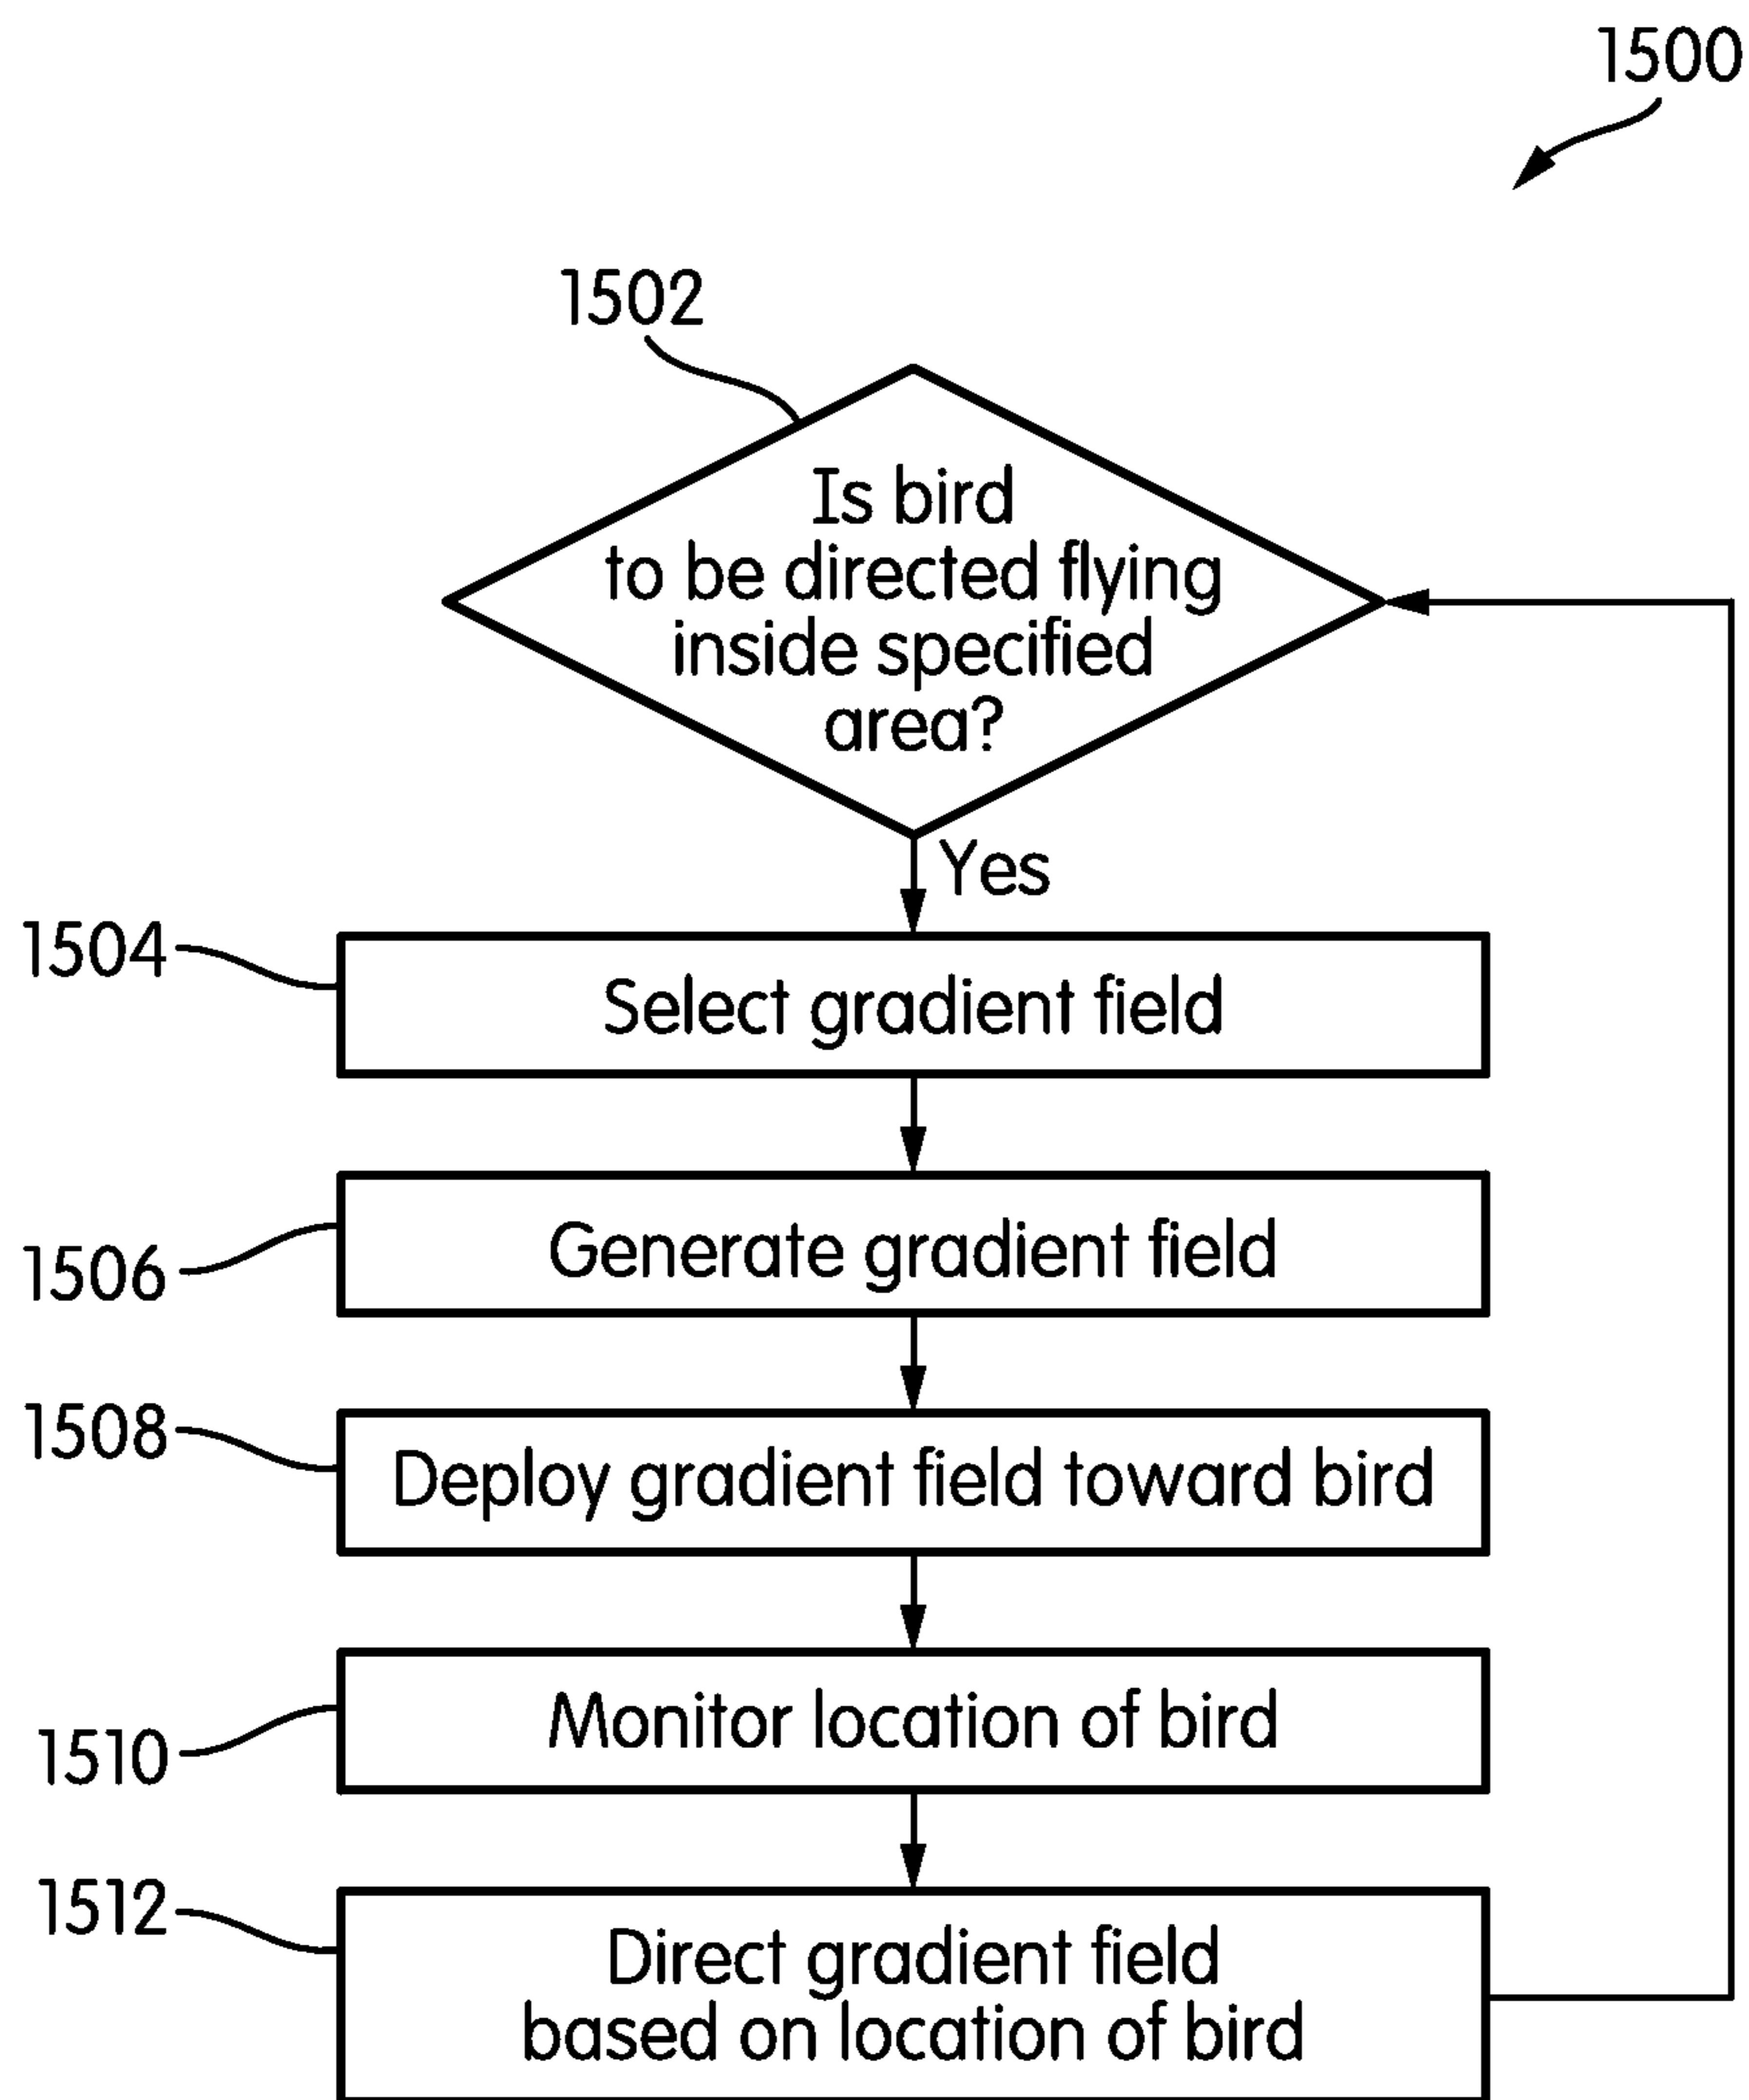 1500
1502
Is bird
to be directed flying
inside specified
area?
Yes
1504
Select gradient field
1506
Generate gradient field
1508
Deploy gradient field toward bird
1510
Monitor location of bird
1512
Direct gradient field
based on location of bird